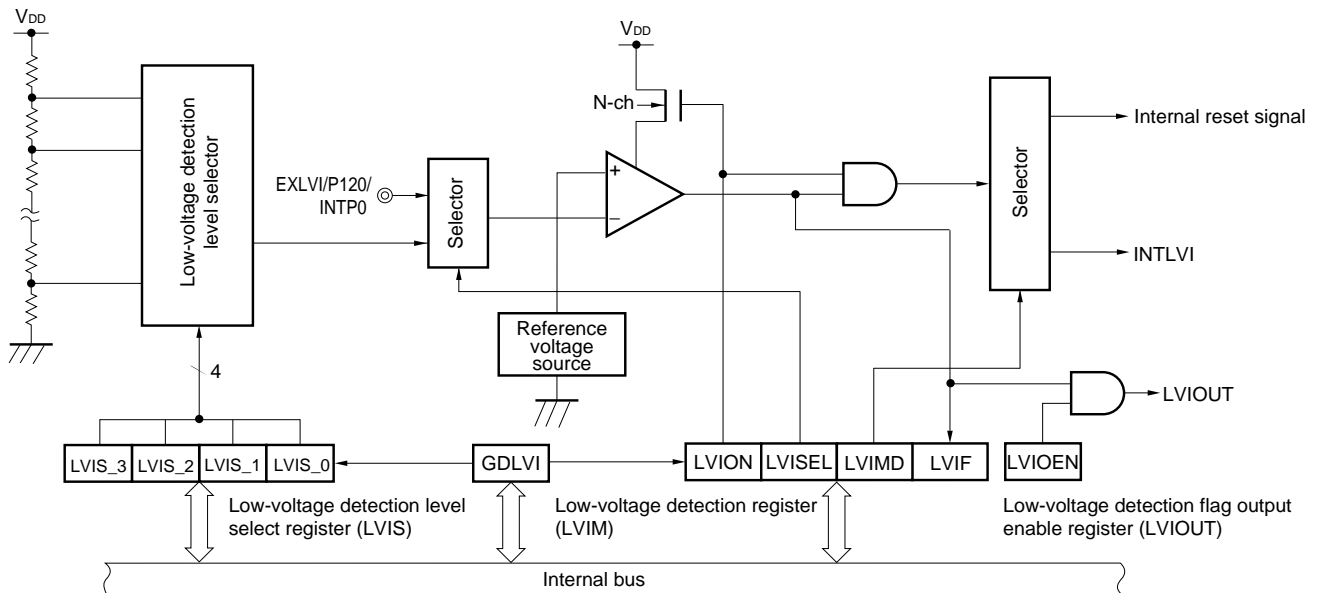 VDD
VDD
N-ch
Low-voltage detection
level selector
EXLVI/P120/
INTP0
Selector
+
−
Selector
Internal reset signal
INTLVI
Reference
voltage
source
4
LVIOUT
LVIS_3 LVIS_2 LVIS_1 LVIS_0
GDLVI
LVION LVISEL LVIMD LVIF
LVIOEN
Low-voltage detection level
select register (LVIS)
Low-voltage detection register
(LVIM)
Low-voltage detection flag output
enable register (LVIOUT)
Internal bus